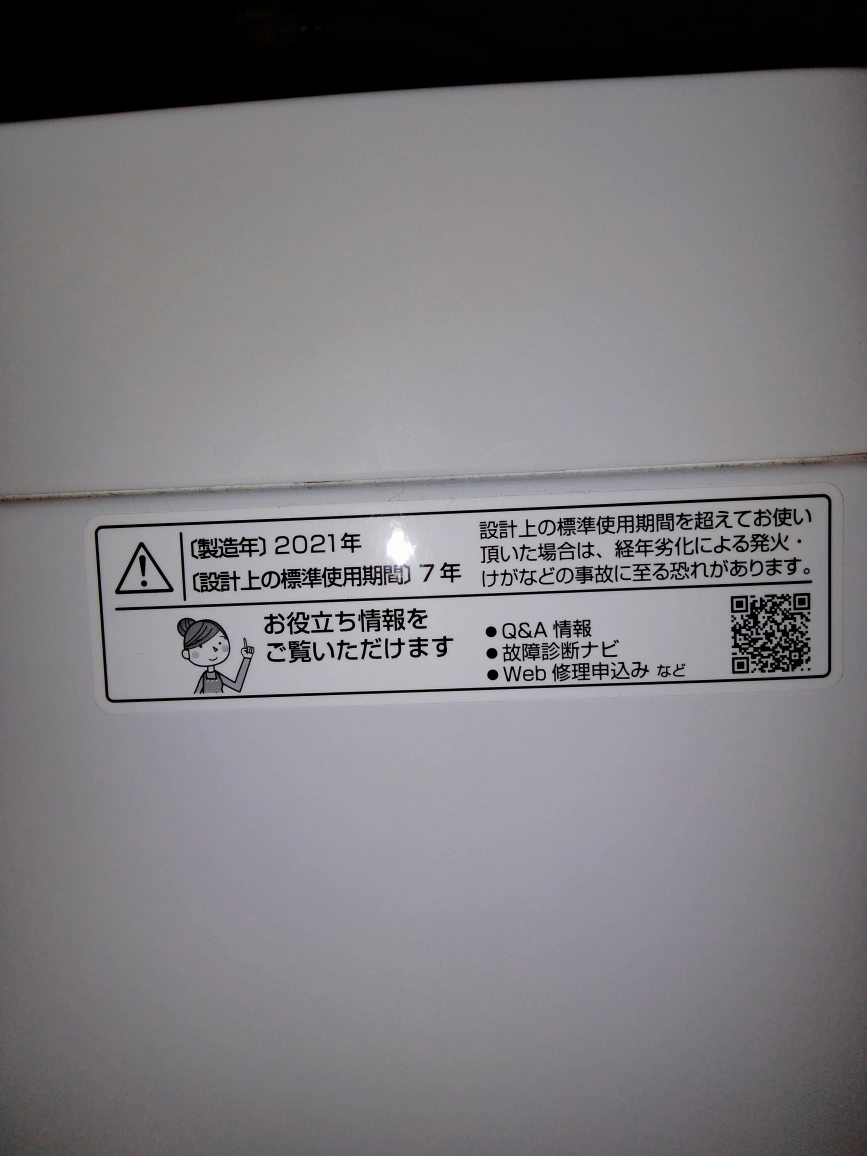 〔製造年〕2021年
〔設計上の標準使用期間〕7年
設計上の標準使用期間を超えてお使い
頂いた場合は、経年劣化による発火・
けがなどの事故に至る恐れがあります。
お役立ち情報を
ご覧いただけます
●Q&A 情報
●故障診断ナビ
●Web 修理申込み など